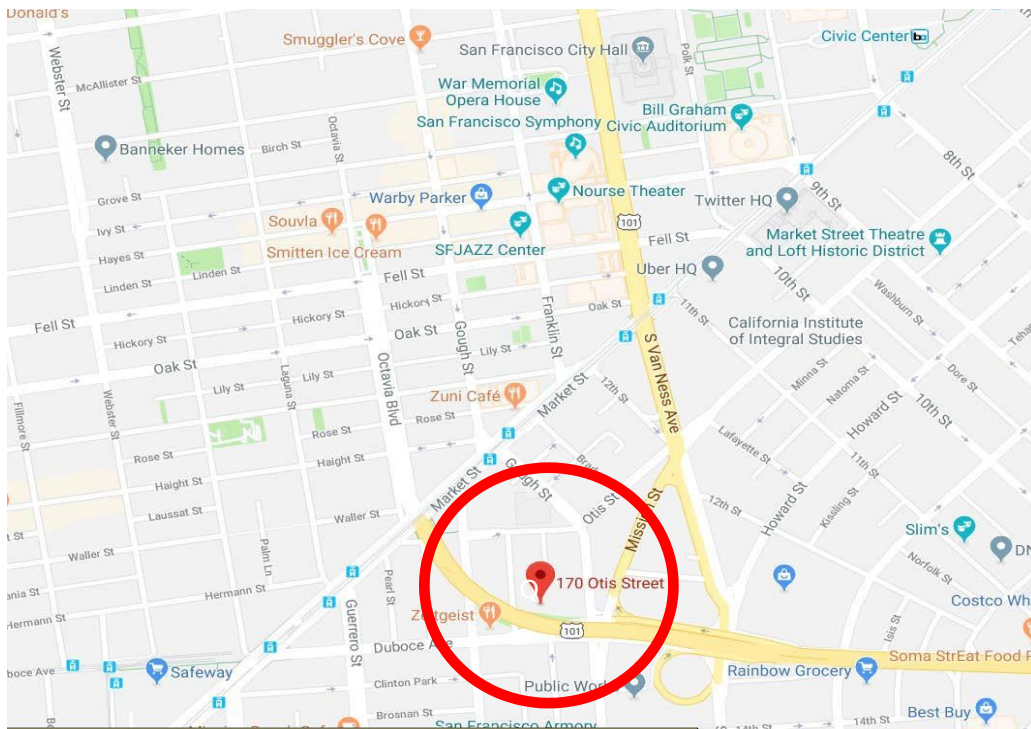 Donald's
Smuggler's Cove
San Francisco City Hall
Polk St
Civic Center
Webster St
McAllister St
War Memorial
Opera House
San Francisco Symphony
Bill Graham
Civic Auditorium
Octavia St
Banneker Homes
Birch St
8th St
Grove St
Warby Parker
Nourse Theater
Twitter HQ
9th St
Ivy St
Souvla
101
Market Street Theatre
and Loft Historic District
Hayes St
Smitten Ice Cream
SFJAZZ Center
Fell St
Linden St
Linden St
Fell St
Uber HQ
10th St
Washburn St
Hickory St
Franklin St
Oak St
11th St
Fell St
Hickory St
Oak St
Gough St
California Institute
of Integral Studies
Hickory St
Lily St
S Van Ness Ave
Oak St
Octavia Blvd
Minna St
Natoma St
Dore St
Lily St
Laguna St
Lily St
Zuni Café
Market St
12th St
Howard St
10th St
Fillmore St
Webster St
Rose St
Rose St
Lafayette St
Rose St
Haight St
Market St
Gough St
11th St
Haight St
Otis St
Mission St
12th St
Howard St
Kissling St
Laussat St
Waller St
Slim's
Waller St
Palm Ln
Pearl St
170 Otis Street
Norfolk St
Hermann St
Guerrero St
Costco Wh
Hermann St
Zeitgeist
101
Isis St
Duboce Ave
Soma StrEat Food P
boce Ave
Safeway
Clinton Park
Public Works
Rainbow Grocery
Brosnan St
14th St
Best Buy
San Francisco Armory